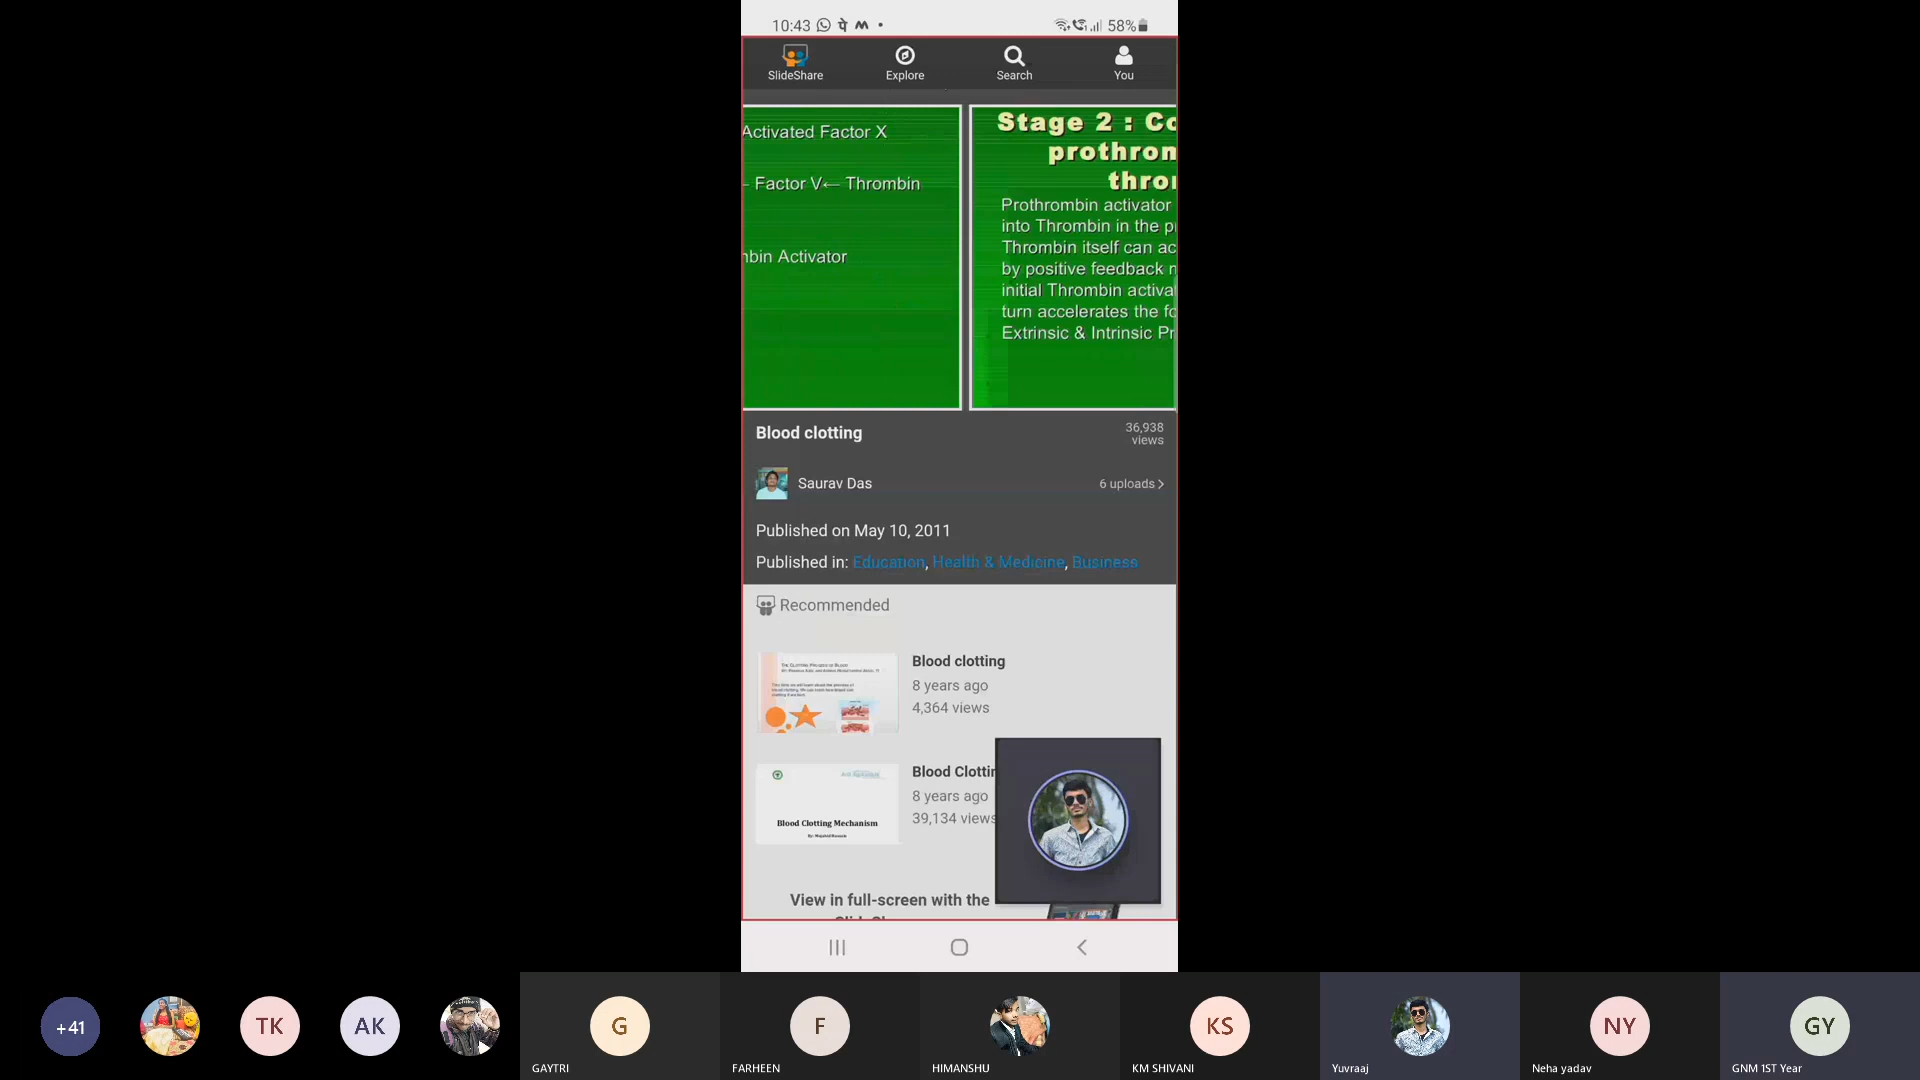 10:43 58%
SlideShare Explore Search You
Activated Factor X
Factor V← Thrombin
bin Activator
Stage 2 : Co
prothrom
thro
Prothrombin activator
into Thrombin in the p
Thrombin itself can ac
by positive feedback
initial Thrombin activa
turn accelerates the fo
Extrinsic & Intrinsic Pr
Blood clotting
36,938
views
Saurav Das
6 uploads
Published on May 10, 2011
Published in: Education, Health & Medicine, Business
Recommended
Blood clotting
8 years ago
4,364 views
Blood Clottin
8 years ago
39,134 views
Blood Clotting Mechanism
View in full-screen with the
+41
TK
AK
G
GAYTRI
F
FARHEEN
HIMANSHU
KS
KM SHIVANI
Yuvraaj
NY
Neha yadav
GY
GNM 1ST Year